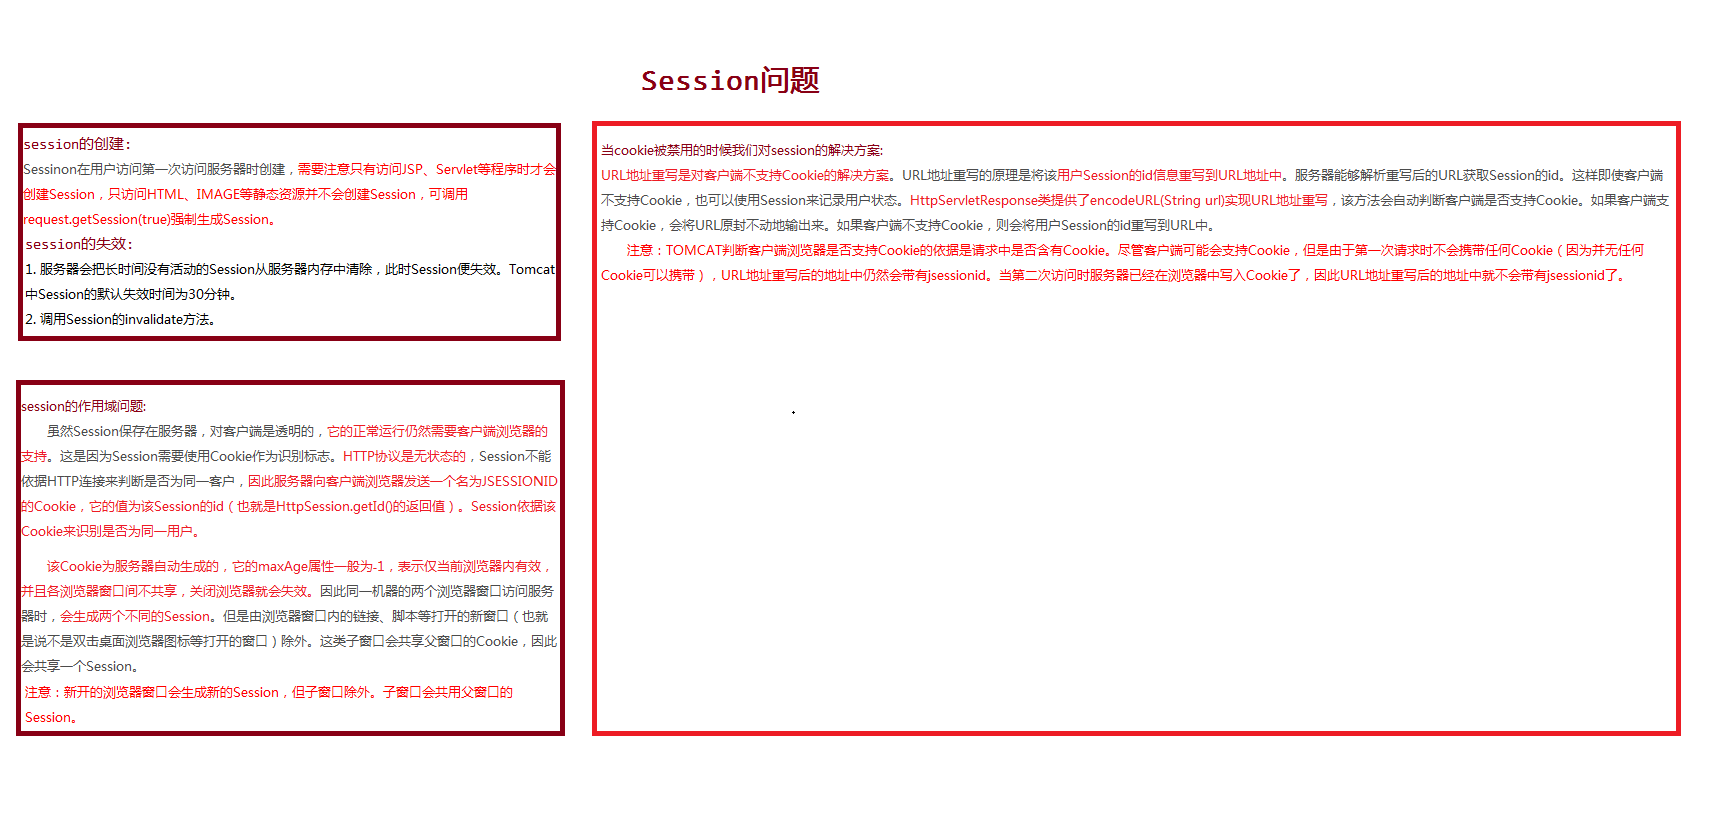 Session问题
session的创建:
Sessinon在用户访问第一次访问服务器时创建，需要注意只有访问JSP、Servlet等程序时才会
创建Session，只访问HTML、IMAGE等静态资源并不会创建Session，可调用
request.getSession(true)强制生成Session。
session的失效:
1. 服务器会把长时间没有活动的Session从服务器内存中清除，此时Session便失效。Tomcat
中Session的默认失效时间为30分钟。
2. 调用Session的invalidate方法。
session的作用域问题:
虽然Session保存在服务器，对客户端是透明的，它的正常运行仍然需要客户端浏览器的
支持。这是因为Session需要使用Cookie作为识别标志。HTTP协议是无状态的，Session不能
依据HTTP连接来判断是否为同一客户，因此服务器向客户端浏览器发送一个名为JSESSIONID
的Cookie，它的值为该Session的id（也就是HttpSession.getId()的返回值）。Session依据该
Cookie来识别是否为同一用户。
该Cookie为服务器自动生成的，它的maxAge属性一般为-1，表示仅当前浏览器内有效，
并且各浏览器窗口间不共享，关闭浏览器就会失效。因此同一机器的两个浏览器窗口访问服务
器时，会生成两个不同的Session。但是由浏览器窗口内的链接、脚本等打开的新窗口（也就
是说不是双击桌面浏览器图标等打开的窗口）除外。这类子窗口会共享父窗口的Cookie，因此
会共享一个Session。
注意：新开的浏览器窗口会生成新的Session，但子窗口除外。子窗口会共用父窗口的
Session。
当cookie被禁用的时候我们对session的解决方案:
URL地址重写是对客户端不支持Cookie的解决方案。URL地址重写的原理是将该用户Session的id信息重写到URL地址中。服务器能够解析重写后的URL获取Session的id。这样即使客户端
不支持Cookie，也可以使用Session来记录用户状态。HttpServletResponse类提供了encodeURL(String url)实现URL地址重写，该方法会自动判断客户端是否支持Cookie。如果客户端支
持Cookie，会将URL原封不动地输出来。如果客户端不支持Cookie，则会将用户Session的id重写到URL中。
注意：TOMCAT判断客户端浏览器是否支持Cookie的依据是请求中是否含有Cookie。尽管客户端可能会支持Cookie，但是由于第一次请求时不会携带任何Cookie（因为并无任何
Cookie可以携带），URL地址重写后的地址中仍然会带有jsessionid。当第二次访问时服务器已经在浏览器中写入Cookie了，因此URL地址重写后的地址中就不会带有jsessionid了。